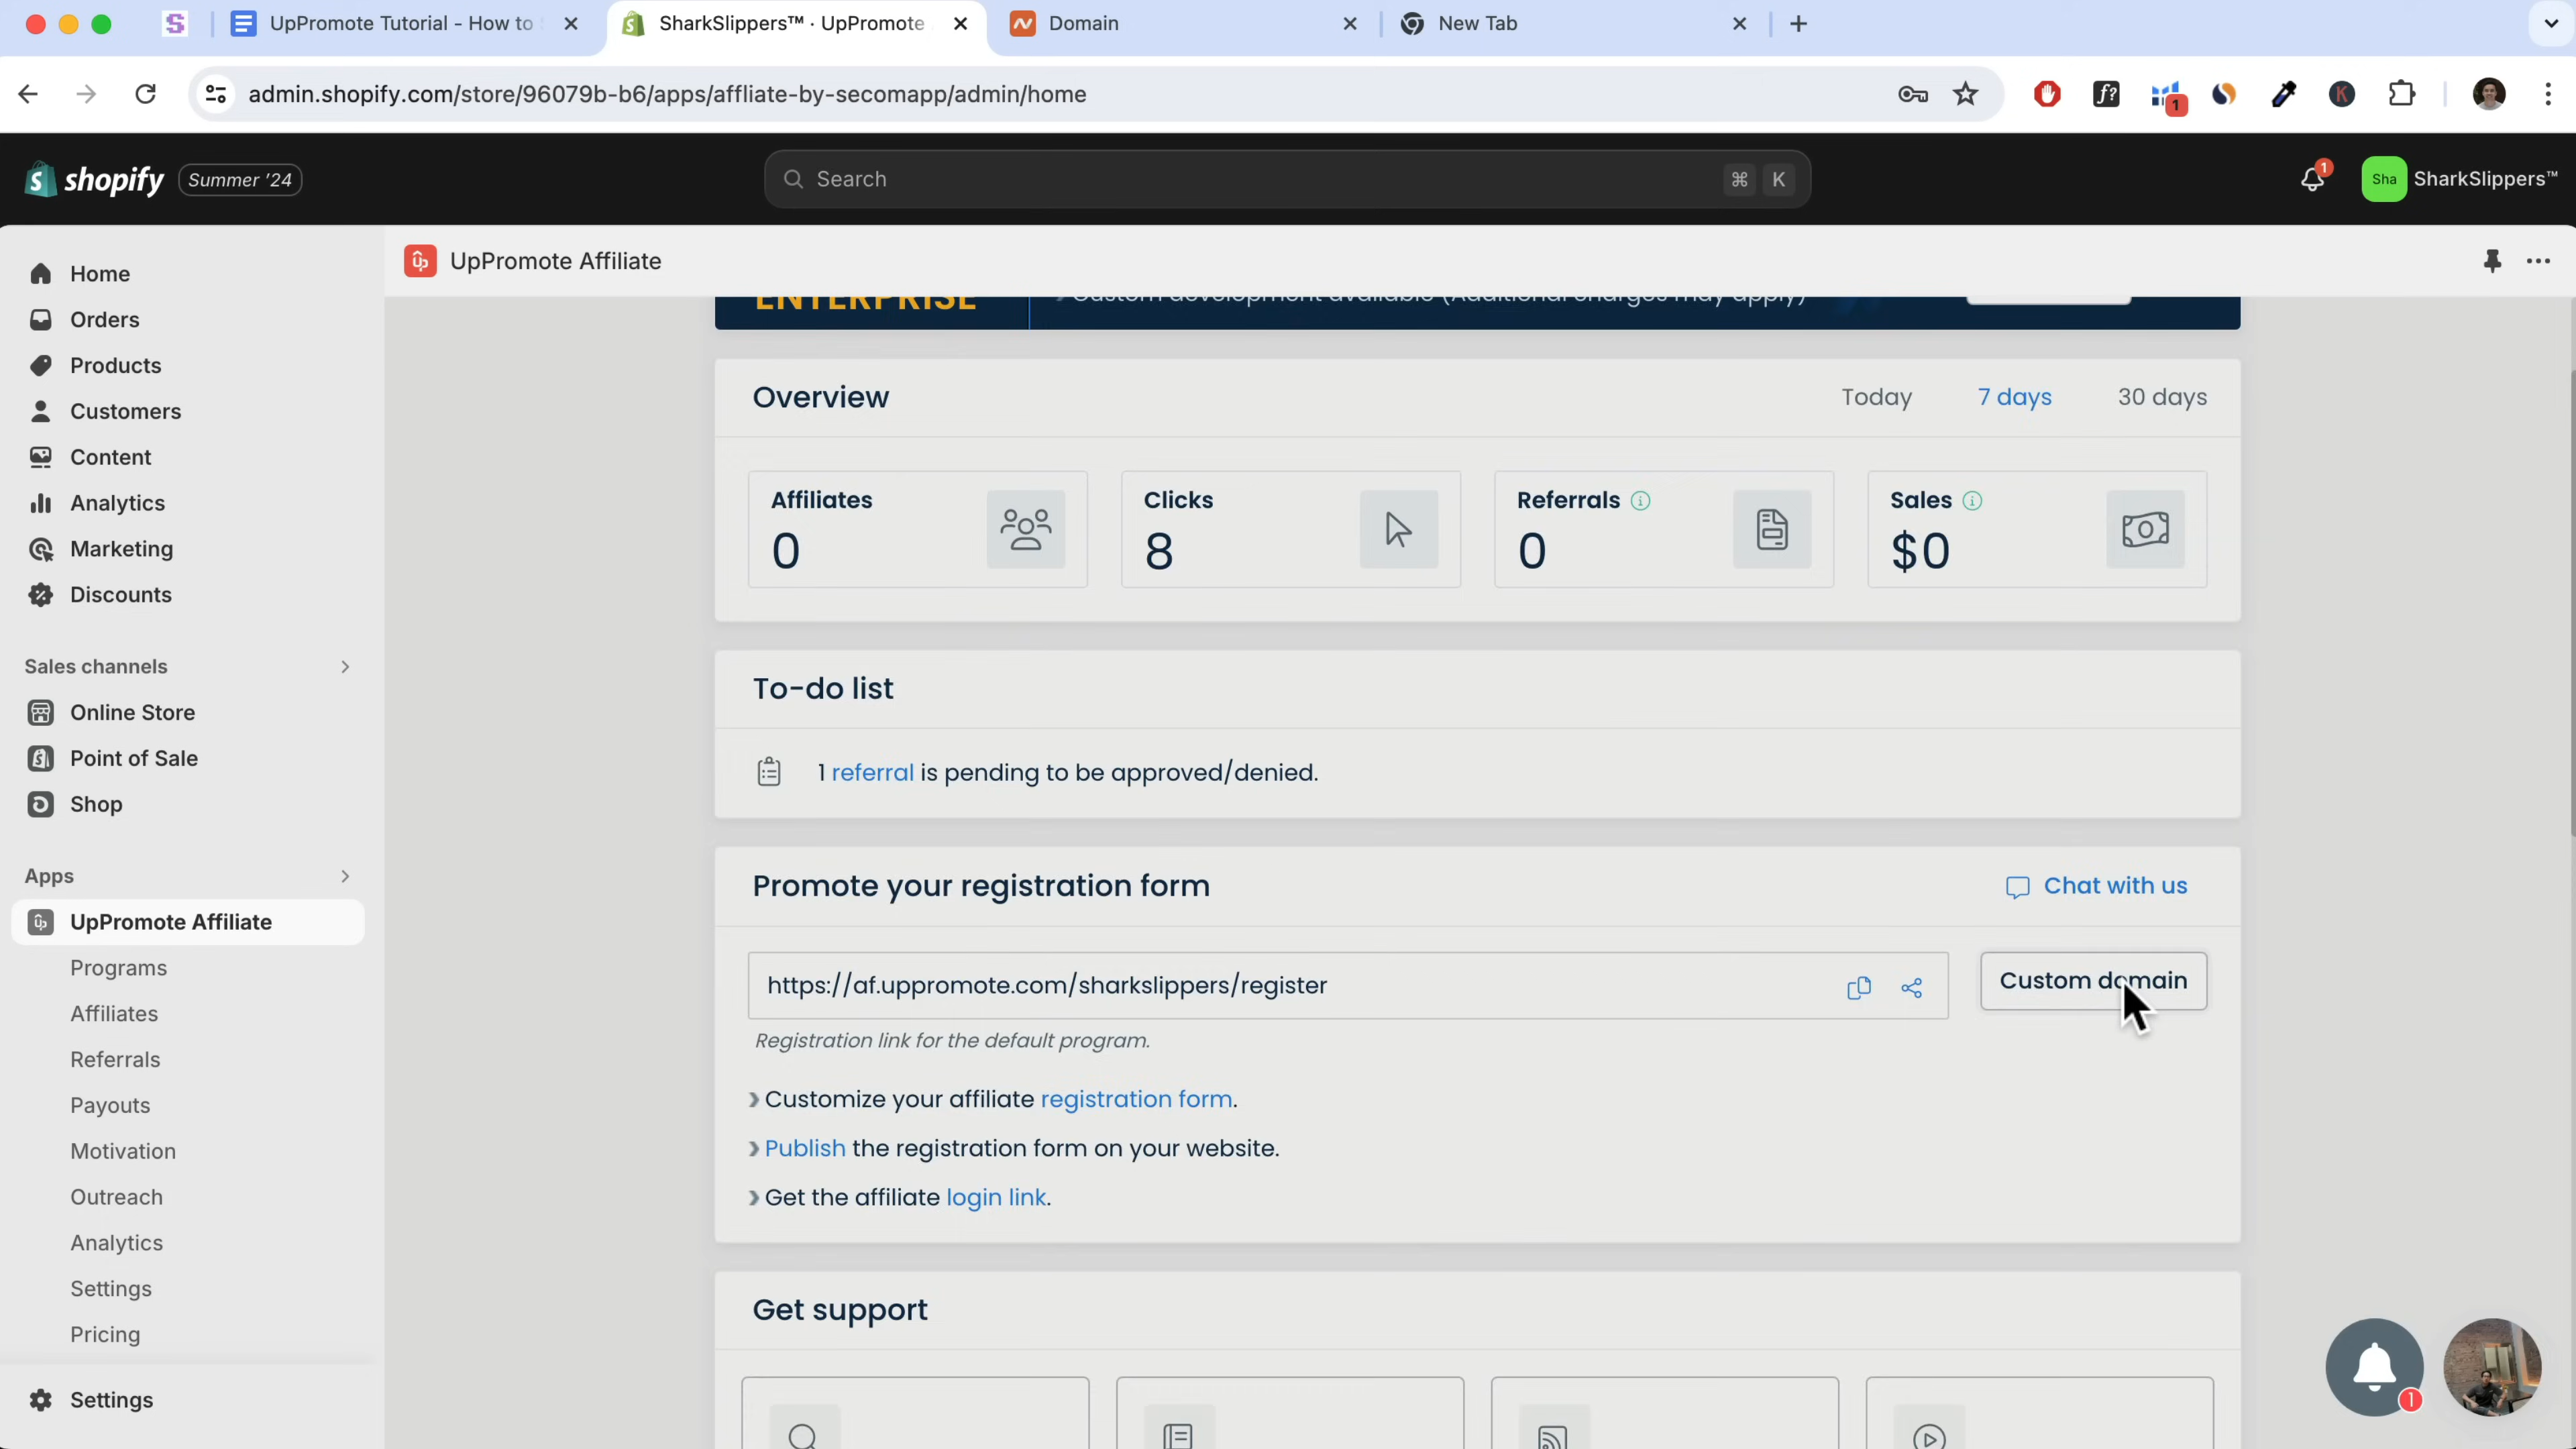 UpPromote Tutorial - How to
SharkSlippers™ · UpPromote
Domain
New Tab
admin.shopify.com/store/96079b-b6/apps/affliate-by-secomapp/admin/home
1
shopify
Summer '24
Search
⌘ K
1
Sha
SharkSlippers™
Home
Orders
Products
Customers
Content
Analytics
Marketing
Discounts
Sales channels
Online Store
Point of Sale
Shop
Apps
UpPromote Affiliate
Programs
Affiliates
Referrals
Payouts
Motivation
Outreach
Analytics
Settings
Pricing
Settings
UpPromote Affiliate
ENTERPRISE
Custom development available (Additional charges may apply)
Overview
Today
7 days
30 days
Affiliates
0
Clicks
8
Referrals
0
Sales
$0
To-do list
1 referral is pending to be approved/denied.
Promote your registration form
Chat with us
https://af.uppromote.com/sharkslippers/register
Custom domain
Registration link for the default program.
Customize your affiliate registration form.
Publish the registration form on your website.
Get the affiliate login link.
Get support
1